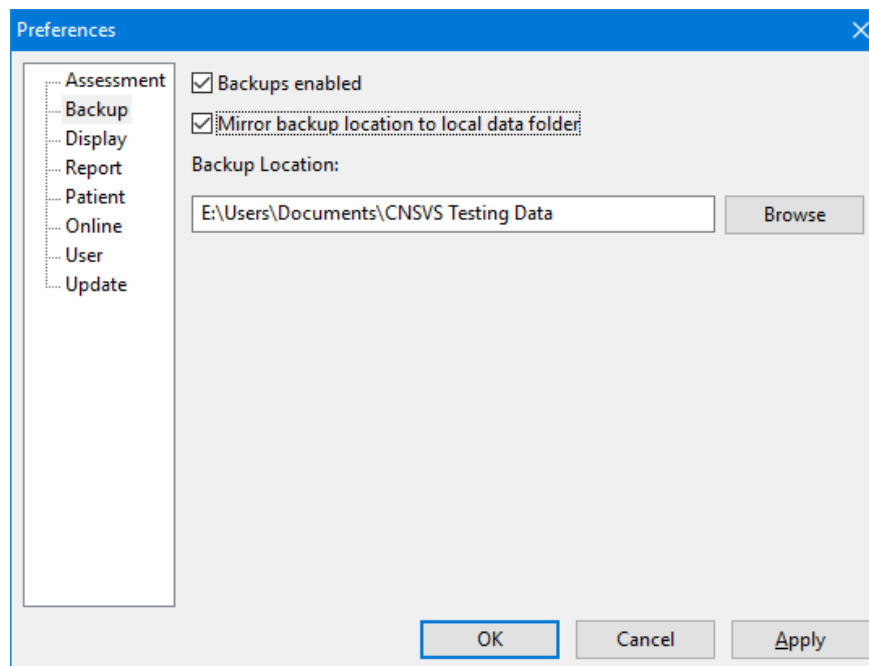 Preferences
Assessment
Backup
Display
Report
Patient
Online
User
Update
Backups enabled
Mirror backup location to local data folder
Backup Location:
E:\Users\Documents\CNSVS Testing Data
Browse
OK
Cancel
Apply